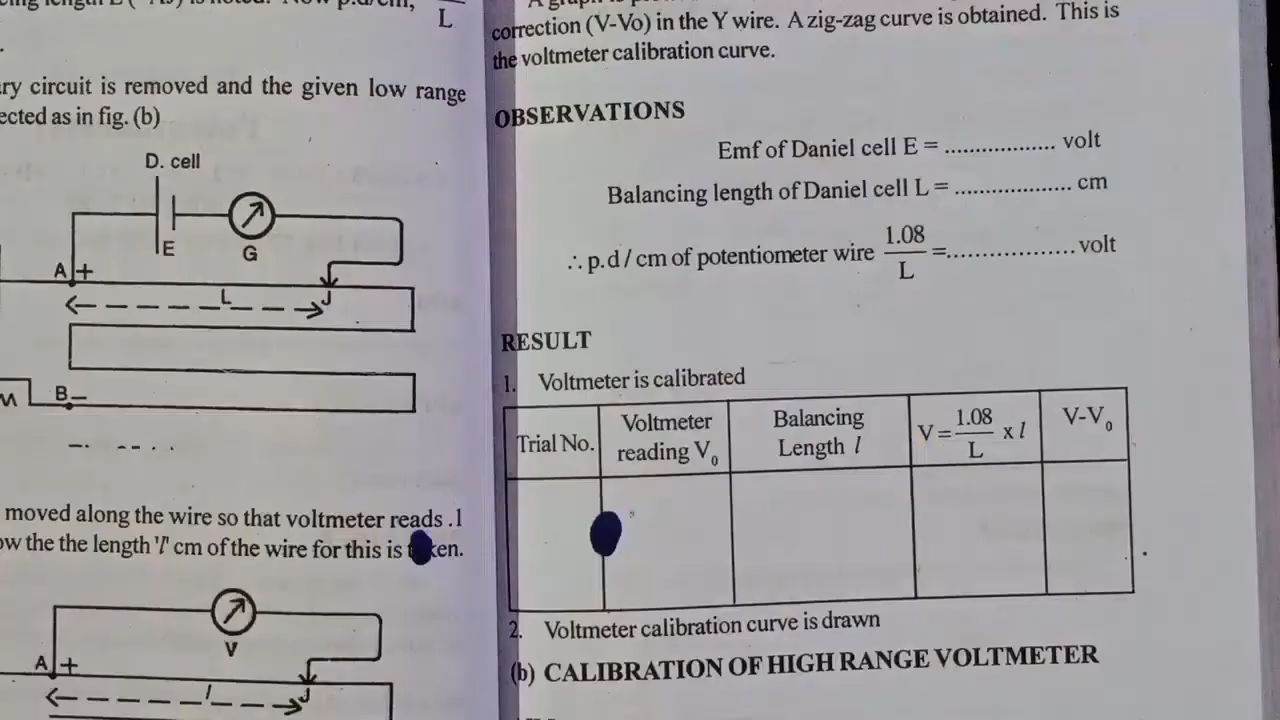 L
ry circuit is removed and the given low range
ected as in fig. (b)
D. cell
E
G
A +
L
J
B –
moved along the wire so that voltmeter reads .1
ow the the length 'l' cm of the wire for this is
V
A +
l
J
correction (V-Vo) in the Y wire. A zig-zag curve is obtained. This is
the voltmeter calibration curve.
OBSERVATIONS
Emf of Daniel cell E = .................. volt
Balancing length of Daniel cell L = ................... cm
∴ p.d / cm of potentiometer wire 1.08 / L = ..................... volt
RESULT
1. Voltmeter is calibrated
Trial No. Voltmeter reading V₀ Balancing Length l V = 1.08 / L x l V-V₀
2. Voltmeter calibration curve is drawn
(b) CALIBRATION OF HIGH RANGE VOLTMETER